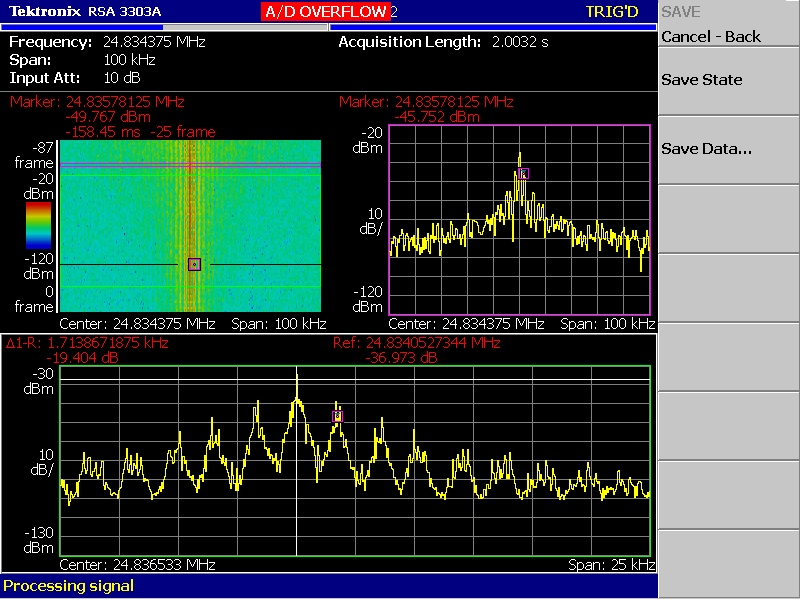 Tektronix RSA 3303A A/D OVERFLOW 2 TRIG'D SAVE
Cancel - Back
Frequency: 24.834375 MHz Acquisition Length: 2.0032 s
Span: 100 kHz
Input Att: 10 dB
Save State
Save Data...
Marker: 24.83578125 MHz
-49.767 dBm
-158.45 ms -25 frame
-87
frame
-20
dBm
-120
dBm
0
frame
Center: 24.834375 MHz Span: 100 kHz
Marker: 24.83578125 MHz
-45.752 dBm
-20
dBm
10
dB/
-120
dBm
Center: 24.834375 MHz Span: 100 kHz
Δ1-R: 1.7138671875 kHz Ref: 24.8340527344 MHz
-19.404 dB -36.973 dB
-30
dBm
10
dB/
-130
dBm
Center: 24.836533 MHz Span: 25 kHz
Processing signal